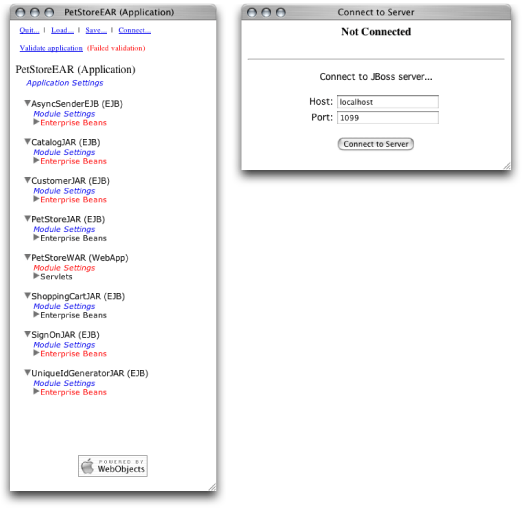 PetStoreEAR (Application)
Quit... | Load... | Save... | Connect...
Validate application (Failed validation)
PetStoreEAR (Application)
Application Settings
AsyncSenderEJB (EJB)
Module Settings
Enterprise Beans
CatalogJAR (EJB)
Module Settings
Enterprise Beans
CustomerJAR (EJB)
Module Settings
Enterprise Beans
PetStoreJAR (EJB)
Module Settings
Enterprise Beans
PetStoreWAR (WebApp)
Module Settings
Servlets
ShoppingCartJAR (EJB)
Module Settings
Enterprise Beans
SignOnJAR (EJB)
Module Settings
Enterprise Beans
UniqueIdGeneratorJAR (EJB)
Module Settings
Enterprise Beans
POWERED BY
WebObjects
Connect to Server
Not Connected
Connect to JBoss server...
Host: localhost
Port: 1099
Connect to Server